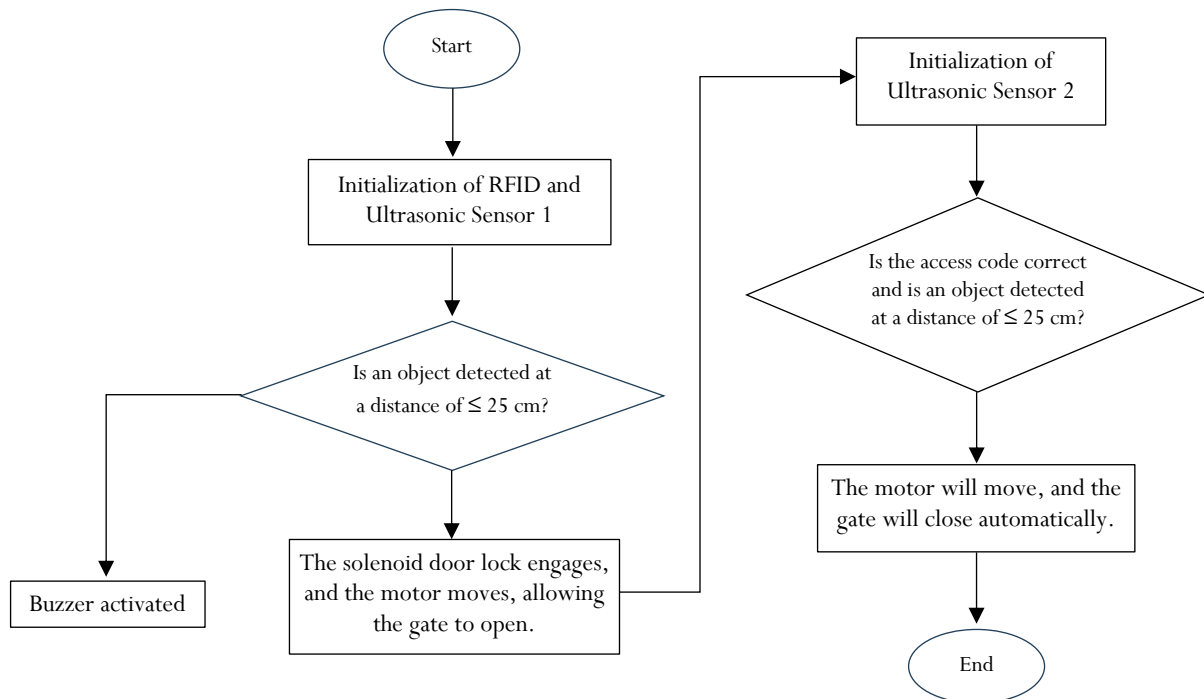 Start
Initialization of RFID and
Ultrasonic Sensor 1
Is an object detected at
a distance of ≤ 25 cm?
Buzzer activated
The solenoid door lock engages,
and the motor moves, allowing
the gate to open.
Initialization of
Ultrasonic Sensor 2
Is the access code correct
and is an object detected
at a distance of ≤ 25 cm?
The motor will move, and the
gate will close automatically.
End